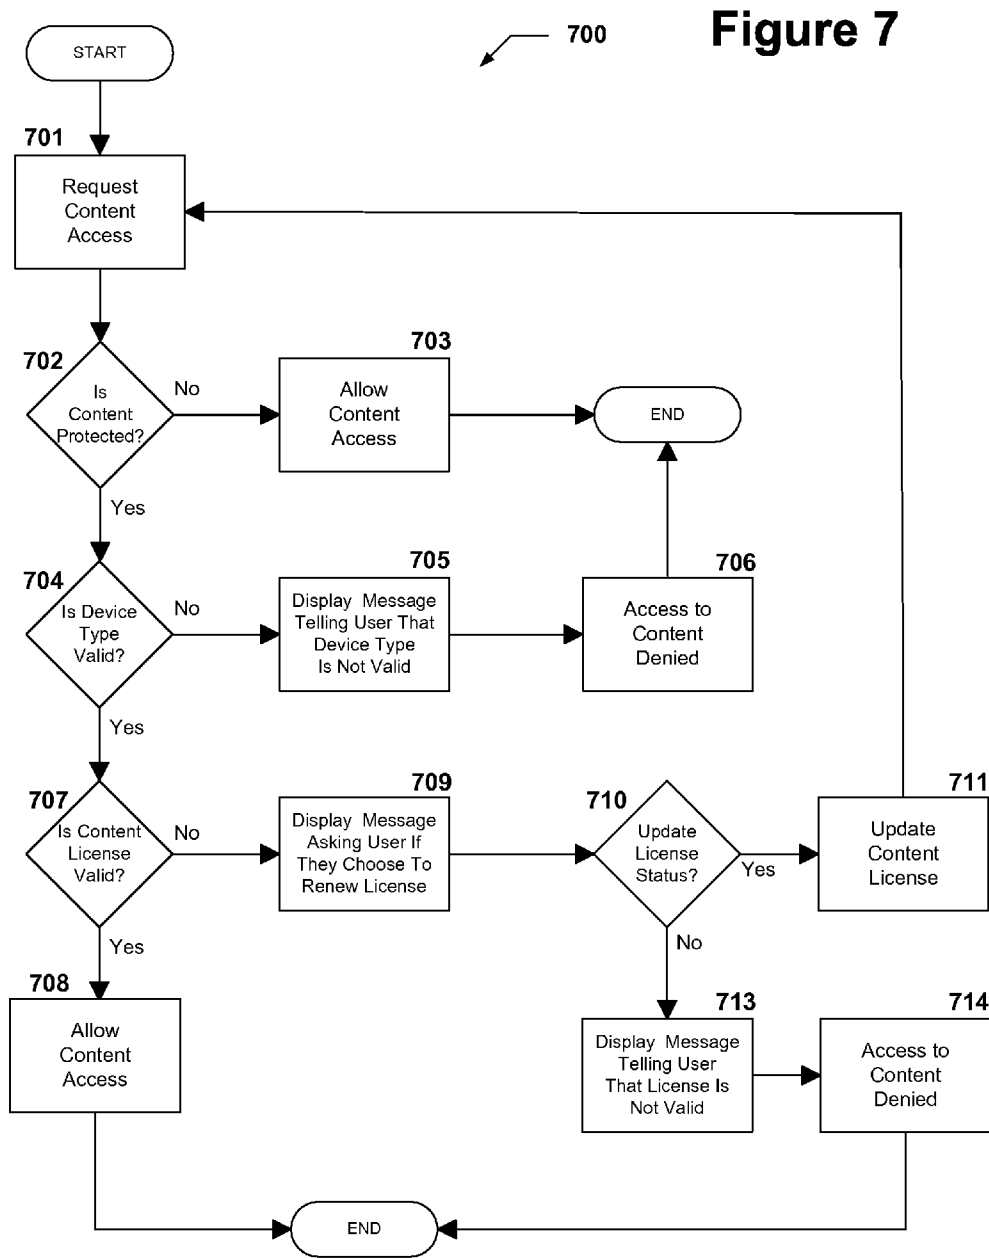 Figure 7
700
START
701
Request
Content
Access
702
Is
Content
Protected?
No
Yes
703
Allow
Content
Access
END
704
Is Device
Type
Valid?
No
Yes
705
Display Message
Telling User That
Device Type
Is Not Valid
706
Access to
Content
Denied
707
Is Content
License
Valid?
No
Yes
709
Display Message
Asking User If
They Choose To
Renew License
710
Update
License
Status?
Yes
No
711
Update
Content
License
708
Allow
Content
Access
713
Display Message
Telling User
That License Is
Not Valid
714
Access to
Content
Denied
END